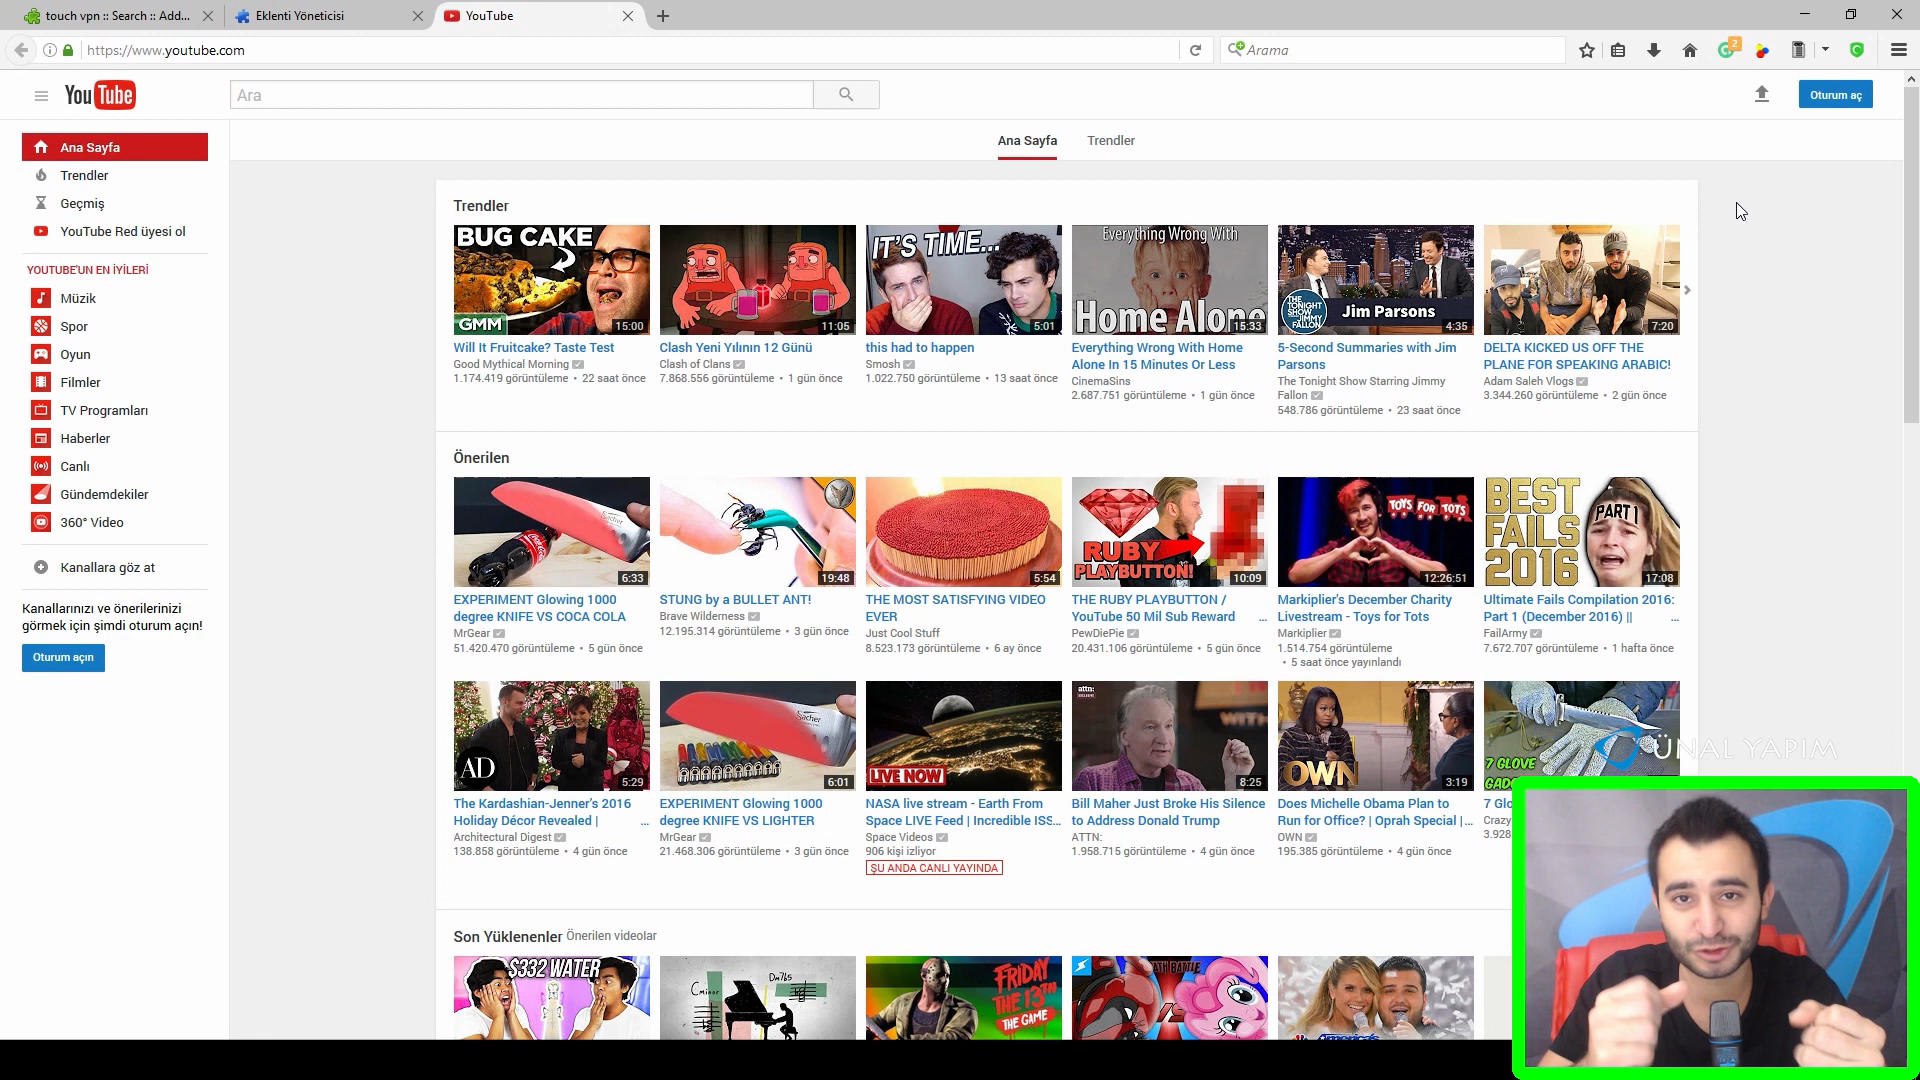 touch vpn :: Search :: Add...
Eklenti Yöneticisi
YouTube
https://www.youtube.com
Arama
2
YouTube
Ara
Oturum aç
Ana Sayfa
Trendler
Geçmiş
YouTube Red üyesi ol
YOUTUBE'UN EN İYİLERİ
Müzik
Spor
Oyun
Filmler
TV Programları
Haberler
Canlı
Gündemdekiler
360° Video
Kanallara göz at
Kanallarınızı ve önerilerinizi
görmek için şimdi oturum açın!
Oturum açın
Ana Sayfa
Trendler
Trendler
BUG CAKE
GMM
15:00
Will It Fruitcake? Taste Test
Good Mythical Morning
1.174.419 görüntüleme • 22 saat önce
11:05
Clash Yeni Yılının 12 Günü
Clash of Clans
7.868.556 görüntüleme • 1 gün önce
IT'S TIME...
5:01
this had to happen
Smosh
1.022.750 görüntüleme • 13 saat önce
Everything Wrong With
Home Alone
15:33
Everything Wrong With Home
Alone In 15 Minutes Or Less
CinemaSins
2.687.751 görüntüleme • 1 gün önce
THE
TONIGHT
SHOW
JIMMY
FALLON
Jim Parsons
4:35
5-Second Summaries with Jim
Parsons
The Tonight Show Starring Jimmy
Fallon
548.786 görüntüleme • 23 saat önce
7:20
DELTA KICKED US OFF THE
PLANE FOR SPEAKING ARABIC!
Adam Saleh Vlogs
3.344.260 görüntüleme • 2 gün önce
Önerilen
Sacher
6:33
EXPERIMENT Glowing 1000
degree KNIFE VS COCA COLA
MrGear
51.420.470 görüntüleme • 5 gün önce
19:48
STUNG by a BULLET ANT!
Brave Wilderness
12.195.314 görüntüleme • 3 gün önce
5:54
THE MOST SATISFYING VIDEO
EVER
Just Cool Stuff
8.523.173 görüntüleme • 6 ay önce
RUBY
PLAYBUTTON!
10:09
THE RUBY PLAYBUTTON /
YouTube 50 Mil Sub Reward ...
PewDiePie
20.431.106 görüntüleme • 5 gün önce
TOYS FOR TOTS
12:26:51
Markiplier's December Charity
Livestream - Toys for Tots
Markiplier
1.514.754 görüntüleme
• 5 saat önce yayınlandı
BEST
FAILS
2016
PART 1
17:08
Ultimate Fails Compilation 2016:
Part 1 (December 2016) || ...
FailArmy
7.672.707 görüntüleme • 1 hafta önce
AD
5:29
The Kardashian-Jenner's 2016
Holiday Décor Revealed | ...
Architectural Digest
138.858 görüntüleme • 4 gün önce
Sacher
6:01
EXPERIMENT Glowing 1000
degree KNIFE VS LIGHTER
MrGear
21.468.306 görüntüleme • 3 gün önce
LIVE NOW
NASA live stream - Earth From
Space LIVE Feed | Incredible ISS...
Space Videos
906 kişi izliyor
ŞU ANDA CANLI YAYINDA
attn:
8:25
Bill Maher Just Broke His Silence
to Address Donald Trump
ATTN:
1.958.715 görüntüleme • 4 gün önce
OWN
3:19
Does Michelle Obama Plan to
Run for Office? | Oprah Special | ...
OWN
195.385 görüntüleme • 4 gün önce
7 GLOVE
ÜNAL YAPIM
7 Glo
Crazy
3.928
Son Yüklenenler Önerilen videolar
$332 WATER
Cminor
Dm7b5
FRIDAY
THE 13TH
THE GAME